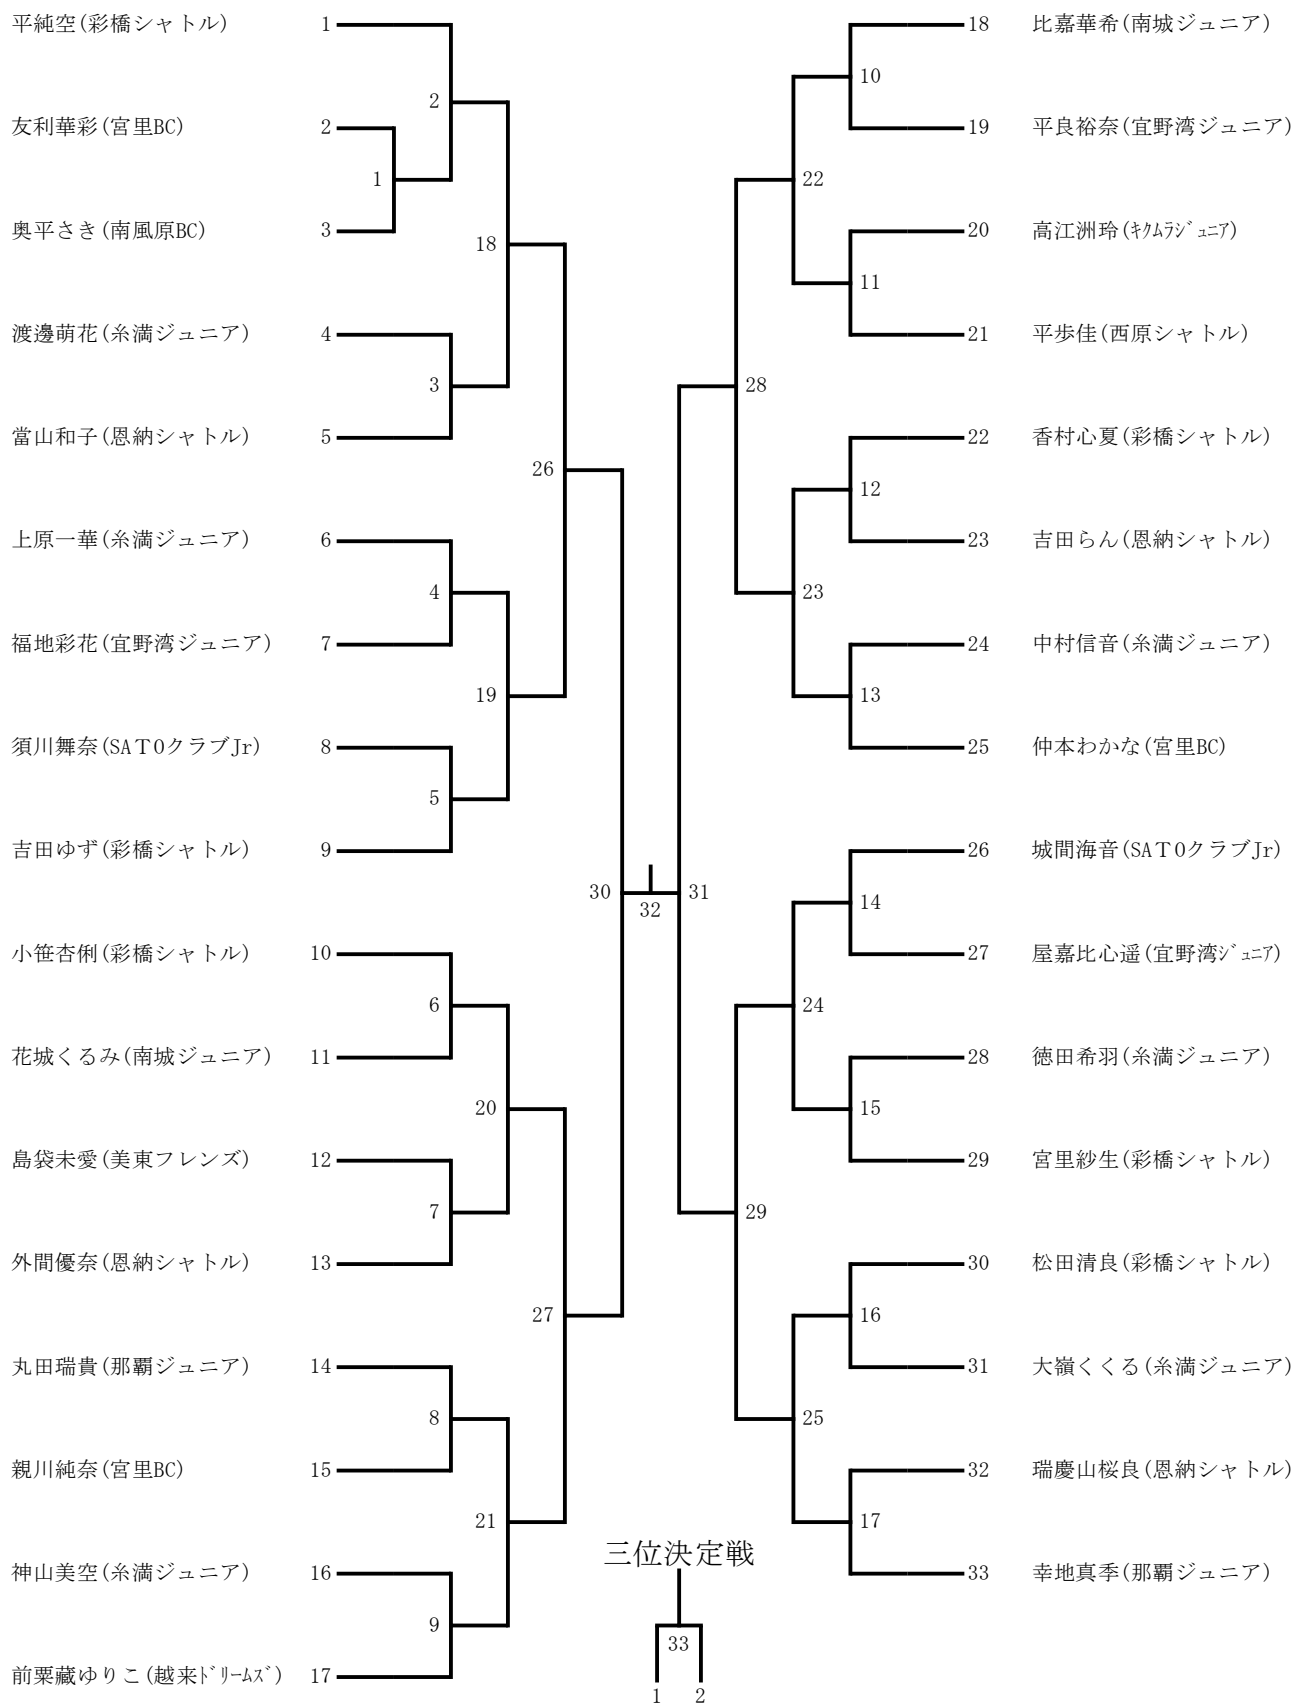 平純空(彩橋シャトル) 1
友利華彩(宮里BC) 2
奥平さき(南風原BC) 3
渡邊萌花(糸満ジュニア) 4
當山和子(恩納シャトル) 5
上原一華(糸満ジュニア) 6
福地彩花(宜野湾ジュニア) 7
須川舞奈(SATOクラブJr) 8
吉田ゆず(彩橋シャトル) 9
小笹杏俐(彩橋シャトル) 10
花城くるみ(南城ジュニア) 11
島袋未愛(美東フレンズ) 12
外間優奈(恩納シャトル) 13
丸田瑞貴(那覇ジュニア) 14
親川純奈(宮里BC) 15
神山美空(糸満ジュニア) 16
前粟藏ゆりこ(越来ﾄﾞﾘｰﾑｽﾞ) 17
1
2
3
4
5
6
7
8
9
18
19
20
21
26
27
30
32
31
28
29
22
23
24
25
10
11
12
13
14
15
16
17
18 比嘉華希(南城ジュニア)
19 平良裕奈(宜野湾ジュニア)
20 高江洲玲(ｷｸﾑﾗｼﾞｭﾆｱ)
21 平歩佳(西原シャトル)
22 香村心夏(彩橋シャトル)
23 吉田らん(恩納シャトル)
24 中村信音(糸満ジュニア)
25 仲本わかな(宮里BC)
26 城間海音(SATOクラブJr)
27 屋嘉比心遥(宜野湾ｼﾞｭﾆｱ)
28 徳田希羽(糸満ジュニア)
29 宮里紗生(彩橋シャトル)
30 松田清良(彩橋シャトル)
31 大嶺くくる(糸満ジュニア)
32 瑞慶山桜良(恩納シャトル)
33 幸地真季(那覇ジュニア)
三位決定戦
33
1 2